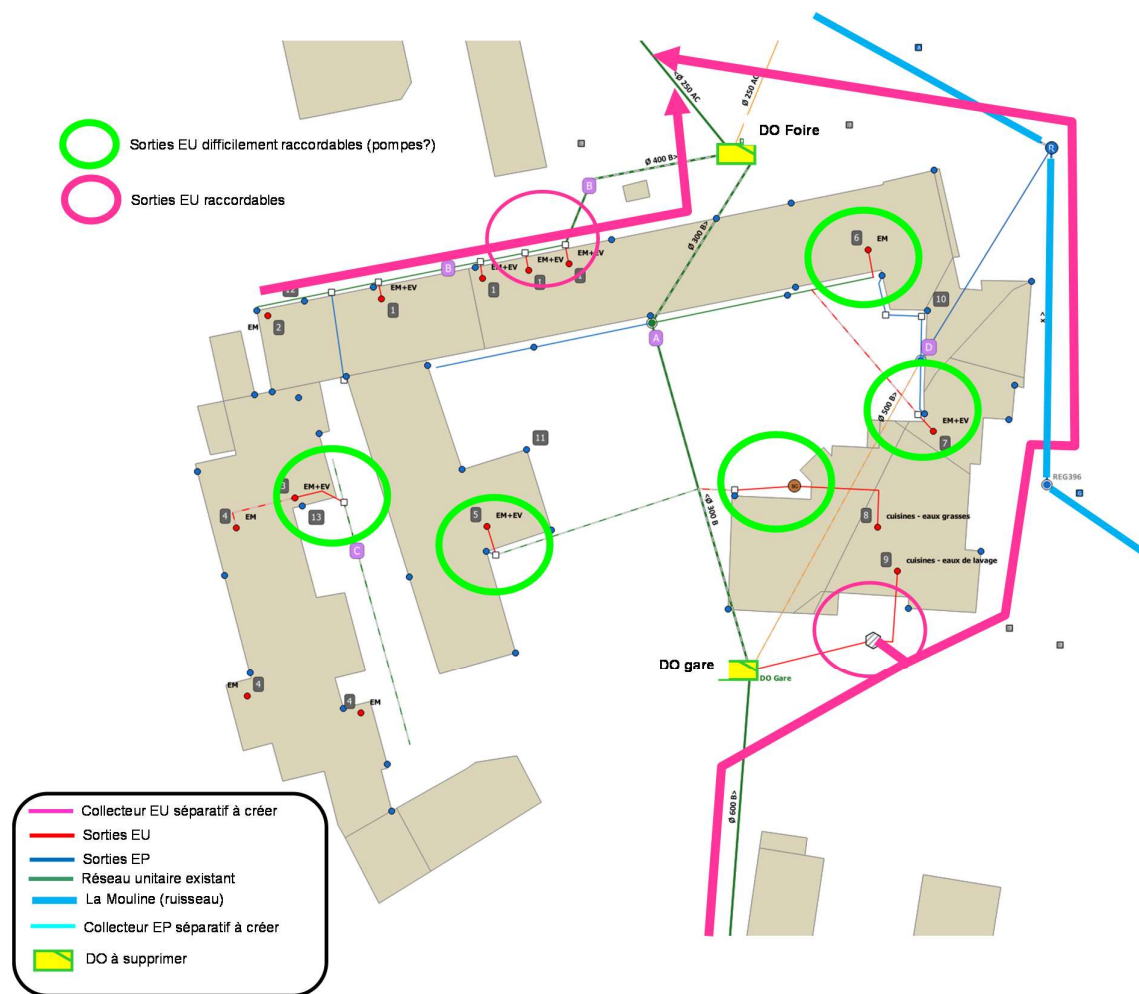 <Ø 250 AC
Ø 250 AC
DO Foire
Sorties EU difficilement raccordables (pompes?)
Sorties EU raccordables
Ø 400 B>
R
B
Ø 300 B>
6
EM
B
EM+EV
EM+EV
EM+EV
1
1
1
12
EM+EV
1
EM
2
10
A
D
x>
Ø 500 B>
EM+EV
7
11
REG396
3
EM+EV
13
4
EM
5
EM+EV
BG
<Ø 300 B
8
cuisines - eaux grasses
C
9
cuisines - eaux de lavage
DO gare
DO Gare
EM
4
4
EM
Ø 600 B>
Collecteur EU séparatif à créer
Sorties EU
Sorties EP
Réseau unitaire existant
La Mouline (ruisseau)
Collecteur EP séparatif à créer
DO à supprimer